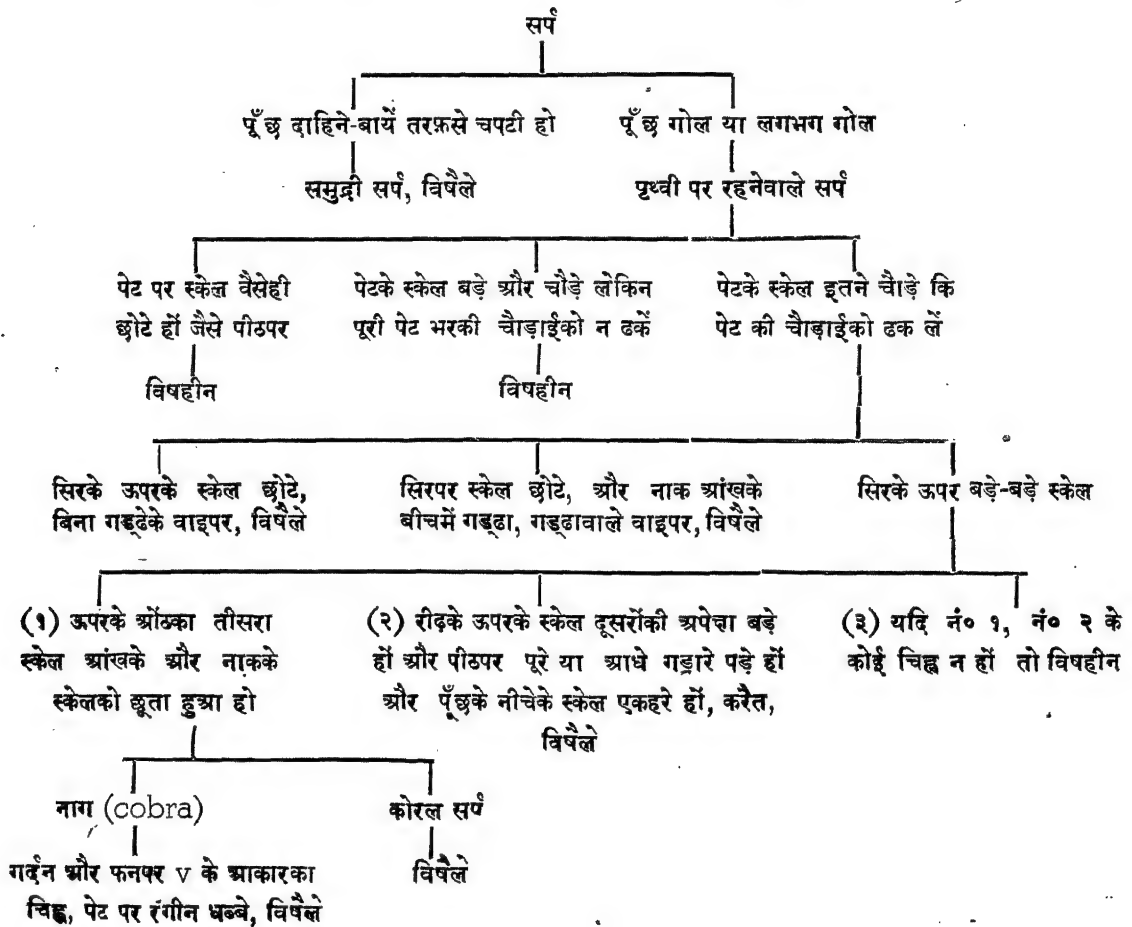 सर्प
पूँछ दाहिने-बायें तरफ़से चपटी हो
पूँछ गोल या लगभग गोल
समुद्री सर्प, विषैले
पृथ्वी पर रहनेवाले सर्प
पेट पर स्केल वैसेही
छोटे हों जैसे पीठपर
पेटके स्केल बड़े और चौड़े लेकिन
पूरी पेट भरकी चौड़ाईको न ढकें
पेटके स्केल इतने चौड़े कि
पेट की चौड़ाईको ढक लें
विषहीन
विषहीन
सिरके ऊपरके स्केल छोटे,
बिना गड्ढेके वाइपर, विषैले
सिरपर स्केल छोटे, और नाक आंखके
बीचमें गड्ढा, गड्ढावाले वाइपर, विषैले
सिरके ऊपर बड़े-बड़े स्केल
(१) ऊपरके ओंठका तीसरा
स्केल आंखके और नाकके
स्केलको छूता हुआ हो
(२) रीढ़के ऊपरके स्केल दूसरोंकी अपेक्षा बड़े
हों और पीठपर पूरे या आधे गड़ारे पड़े हों
और पूँछके नीचेके स्केल एकहरे हों, करैत,
विषैले
(३) यदि नं० १, नं० २ के
कोई चिह्न न हों तो विषहीन
नाग (cobra)
कोरल सर्प
गर्दन और फनपर v के आकारका
चिह्न, पेट पर रंगीन धब्बे, विषैले
विषैले